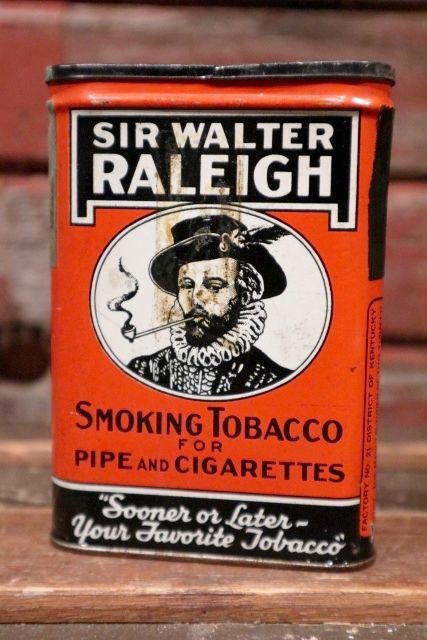 SIR WALTER
RALEIGH
SMOKING TOBACCO
FOR
PIPE AND CIGARETTES
"Sooner or Later-
Your Favorite Tobacco"
FACTORY NO. 21 DISTRICT OF KENTUCKY